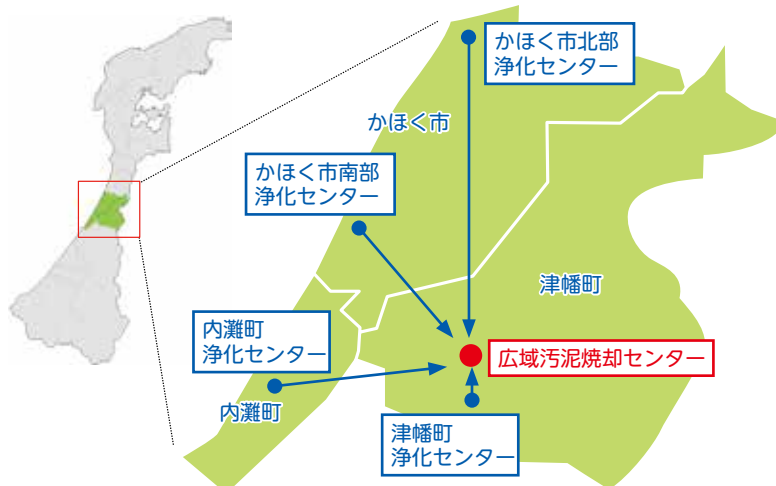 かほく市北部
浄化センター
かほく市
かほく市南部
浄化センター
津幡町
内灘町
浄化センター
広域汚泥焼却センター
内灘町
津幡町
浄化センター